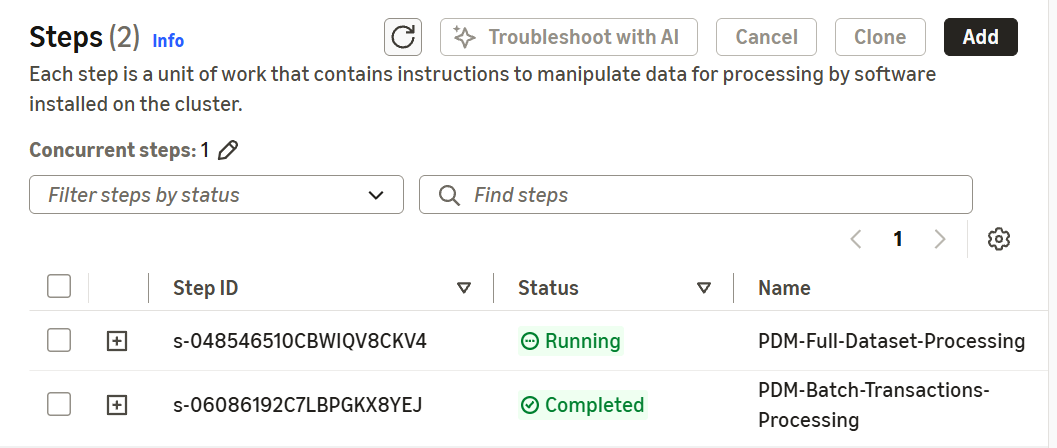 Steps (2) Info Troubleshoot with AI Cancel Clone Add
Each step is a unit of work that contains instructions to manipulate data for processing by software
installed on the cluster.
Concurrent steps: 1
Filter steps by status Find steps
1
Step ID Status Name
s-048546510CBWIQV8CKV4 Running PDM-Full-Dataset-Processing
s-06086192C7LBPGKX8YEJ Completed PDM-Batch-Transactions-
Processing